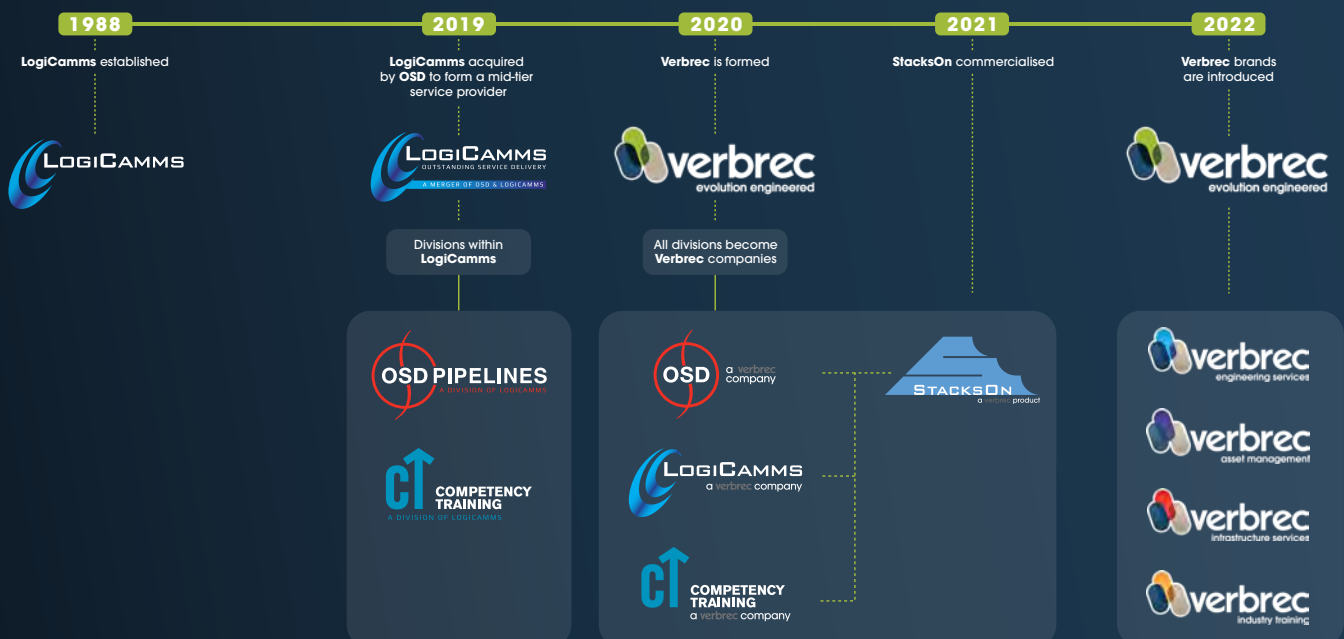 1988
2019
2020
2021
2022
LogiCamms established
LogiCamms acquired
by OSD to form a mid-tier
service provider
Verbrec is formed
StacksOn commercialised
Verbrec brands
are introduced
LOGICAMMS
LOGICAMMS
OUTSTANDING SERVICE DELIVERY
A MERGER OF OSD & LOGICAMMS
verbrec
evolution engineered
verbrec
evolution engineered
Divisions within
LogiCamms
All divisions become
Verbrec companies
OSD PIPELINES
A DIVISION OF LOGICAMMS
CT COMPETENCY
TRAINING
A DIVISION OF LOGICAMMS
OSD
a verbrec
company
LOGICAMMS
a verbrec company
CT COMPETENCY
TRAINING
a verbrec company
STACKSON
a verbrec product
verbrec
engineering services
verbrec
asset management
verbrec
infrastructure services
verbrec
industry training